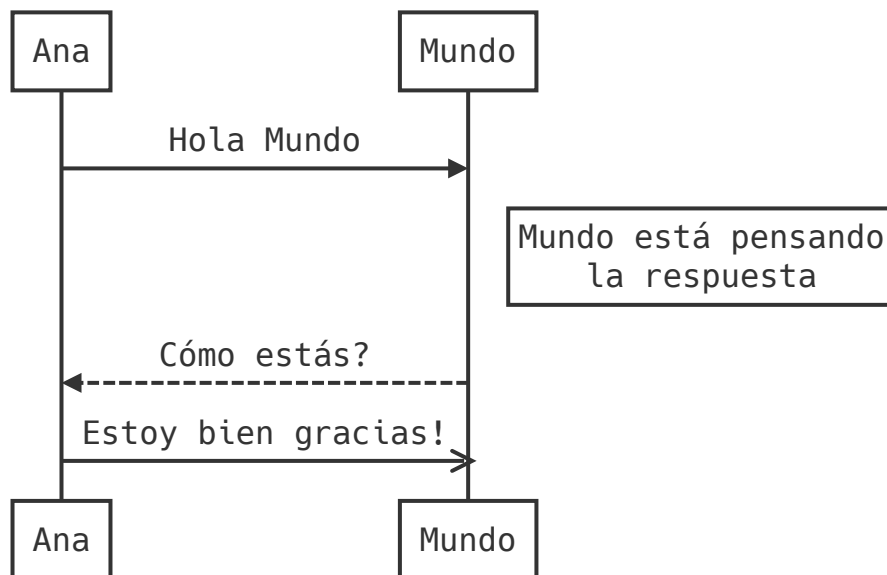 Ana
Mundo
Hola Mundo
Mundo está pensando
la respuesta
Cómo estás?
Estoy bien gracias!
Ana
Mundo